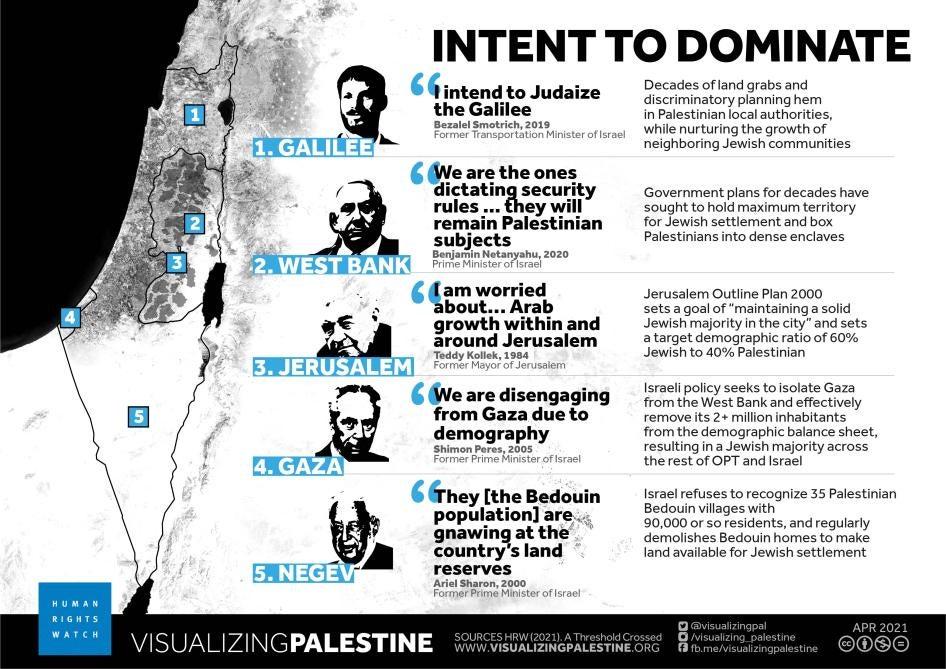 INTENT TO DOMINATE
1
2
3
4
5
1. GALILEE
“I intend to Judaize
the Galilee
Bezalel Smotrich, 2019
Former Transportation Minister of Israel
Decades of land grabs and
discriminatory planning hem
in Palestinian local authorities,
while nurturing the growth of
neighboring Jewish communities
2. WEST BANK
“We are the ones
dictating security
rules ... they will
remain Palestinian
subjects
Benjamin Netanyahu, 2020
Prime Minister of Israel
Government plans for decades have
sought to hold maximum territory
for Jewish settlement and box
Palestinians into dense enclaves
3. JERUSALEM
“I am worried
about... Arab
growth within and
around Jerusalem
Teddy Kollek, 1984
Former Mayor of Jerusalem
Jerusalem Outline Plan 2000
sets a goal of “maintaining a solid
Jewish majority in the city” and sets
a target demographic ratio of 60%
Jewish to 40% Palestinian
4. GAZA
“We are disengaging
from Gaza due to
demography
Shimon Peres, 2005
Former Prime Minister of Israel
Israeli policy seeks to isolate Gaza
from the West Bank and effectively
remove its 2+ million inhabitants
from the demographic balance sheet,
resulting in a Jewish majority across
the rest of OPT and Israel
5. NEGEV
“They [the Bedouin
population] are
gnawing at the
country's land
reserves
Ariel Sharon, 2000
Former Prime Minister of Israel
Israel refuses to recognize 35 Palestinian
Bedouin villages with
90,000 or so residents, and regularly
demolishes Bedouin homes to make
land available for Jewish settlement
HUMAN
RIGHTS
WATCH
VISUALIZINGPALESTINE
SOURCES HRW (2021). A Threshold Crossed
WWW.VISUALIZINGPALESTINE.ORG
@visualizingpal
/visualizing_palestine
fb.me/visualizingpalestine
APR 2021